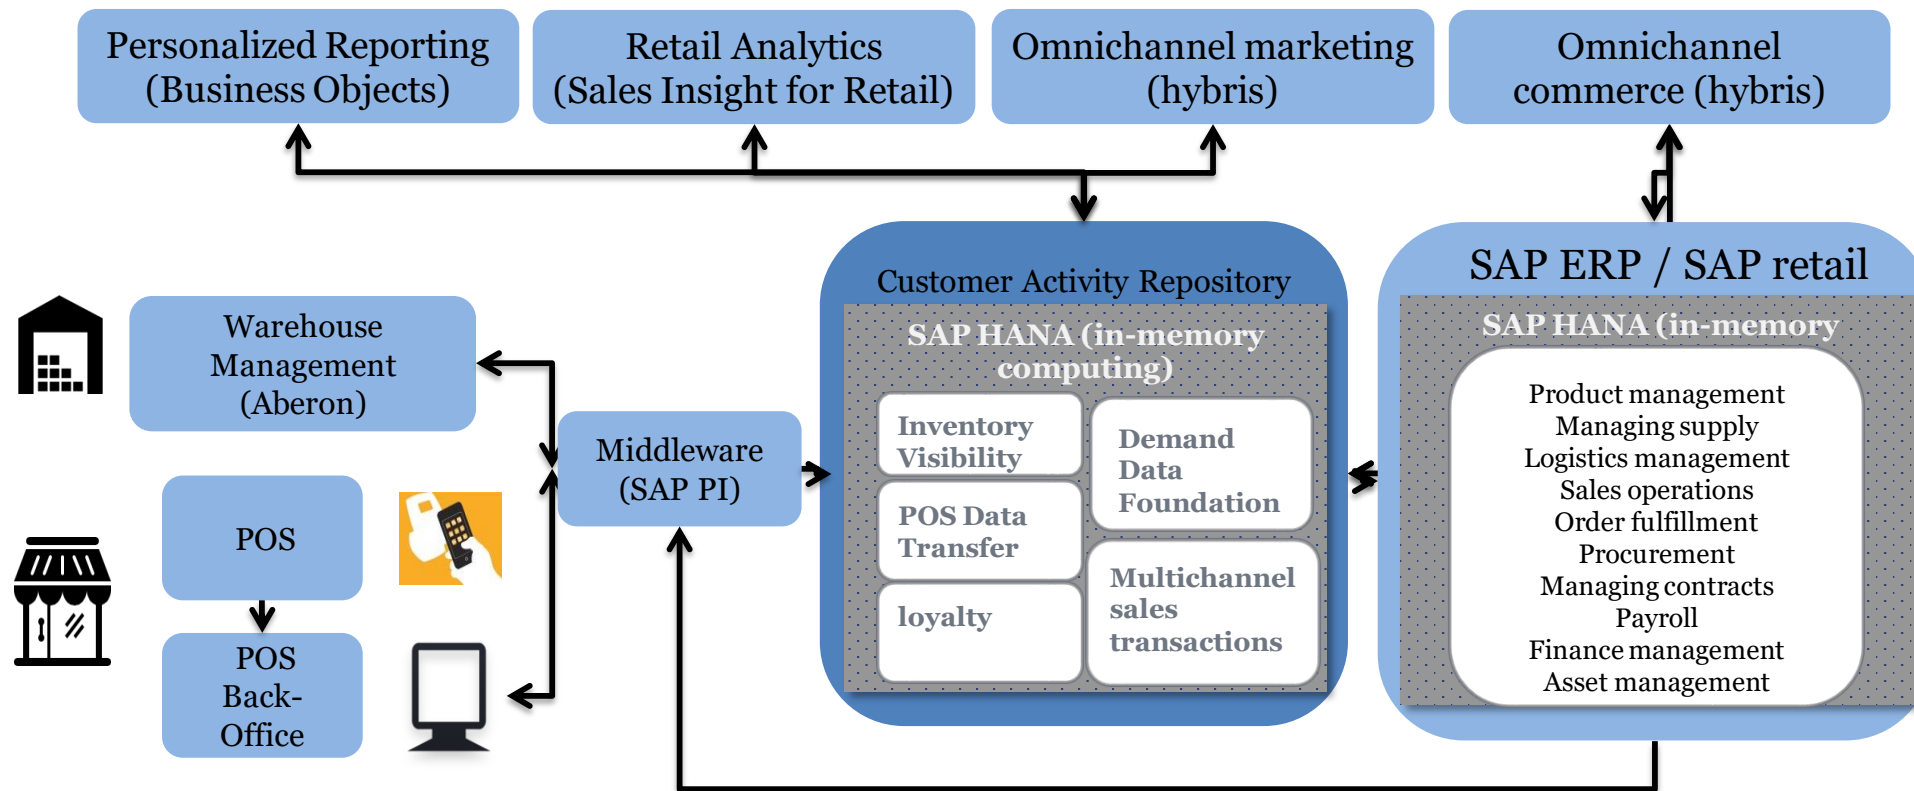 Personalized Reporting
(Business Objects)
Retail Analytics
(Sales Insight for Retail)
Omnichannel marketing
(hybris)
Omnichannel
commerce (hybris)
Warehouse
Management
(Aberon)
POS
POS
Back-
Office
Middleware
(SAP PI)
Customer Activity Repository
SAP HANA (in-memory
computing)
Inventory
Visibility
POS Data
Transfer
loyalty
Demand
Data
Foundation
Multichannel
sales
transactions
SAP ERP / SAP retail
SAP HANA (in-memory
Product management
Managing supply
Logistics management
Sales operations
Order fulfillment
Procurement
Managing contracts
Payroll
Finance management
Asset management